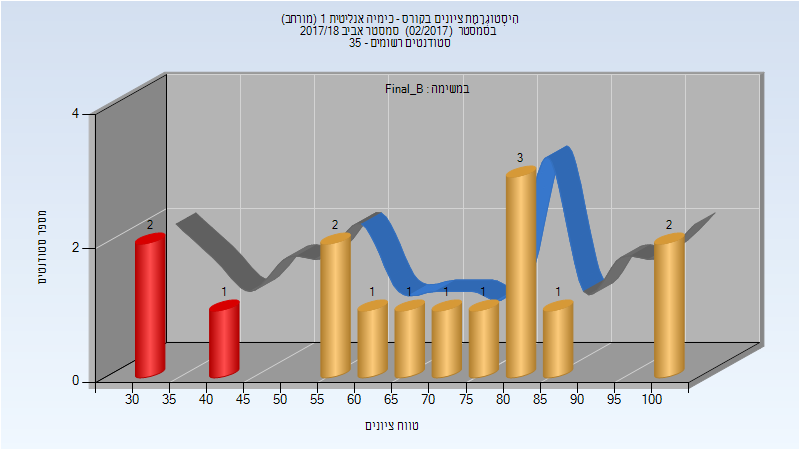 היסטוגרמת ציונים בקורס - כימיה אנליטית 1 (מורחב)
בסמסטר (02/2017) סמסטר אביב 2017/18
סטודנטים רשומים - 35
במשימה : Final_B
מספר סטודנטים
4
2
0
2
1
2
1
1
1
1
3
1
2
30 35 40 45 50 55 60 65 70 75 80 85 90 95 100
טווח ציונים